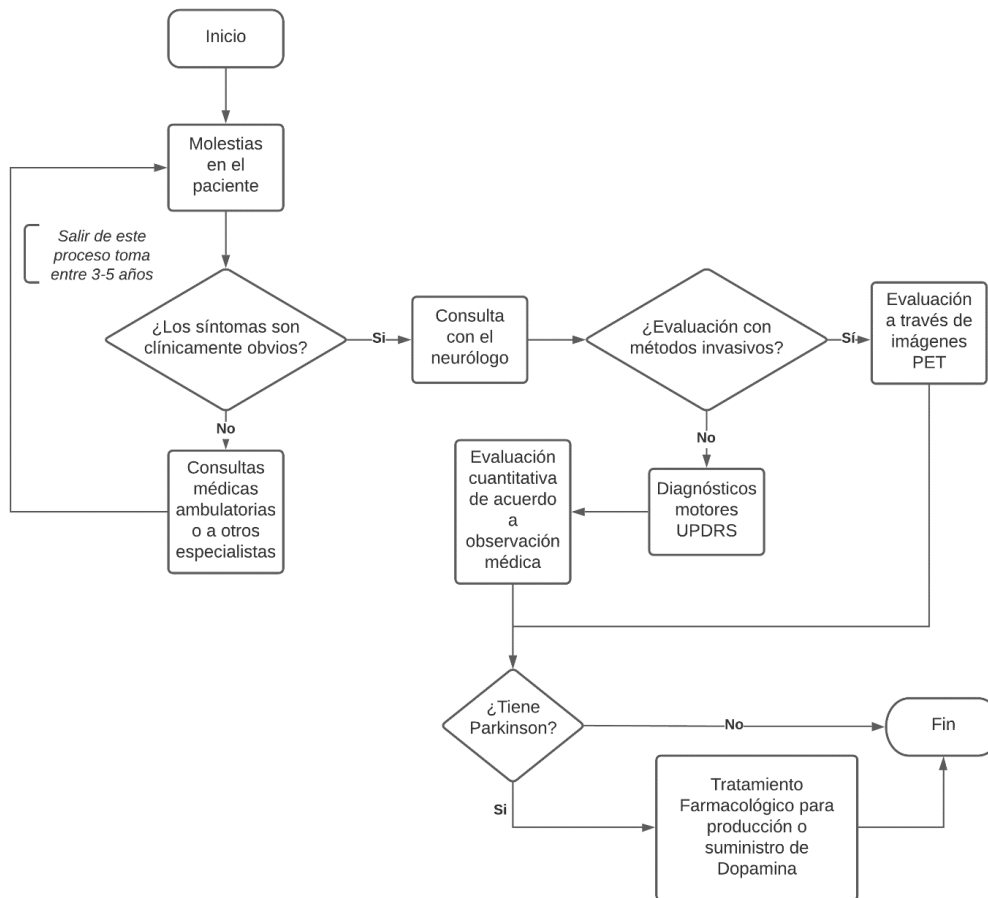 Inicio
Molestias
en el
paciente
Salir de este
proceso toma
entre 3-5 años
¿Los síntomas son
clínicamente obvios?
Si
Consulta
con el
neurólogo
¿Evaluación con
métodos invasivos?
Sí
Evaluación
a través de
imágenes
PET
No
Consultas
médicas
ambulatorias
o a otros
especialistas
No
Diagnósticos
motores
UPDRS
Evaluación
cuantitativa
de acuerdo
a
observación
médica
¿Tiene
Parkinson?
No
Fin
Si
Tratamiento
Farmacológico para
producción o
suministro de
Dopamina